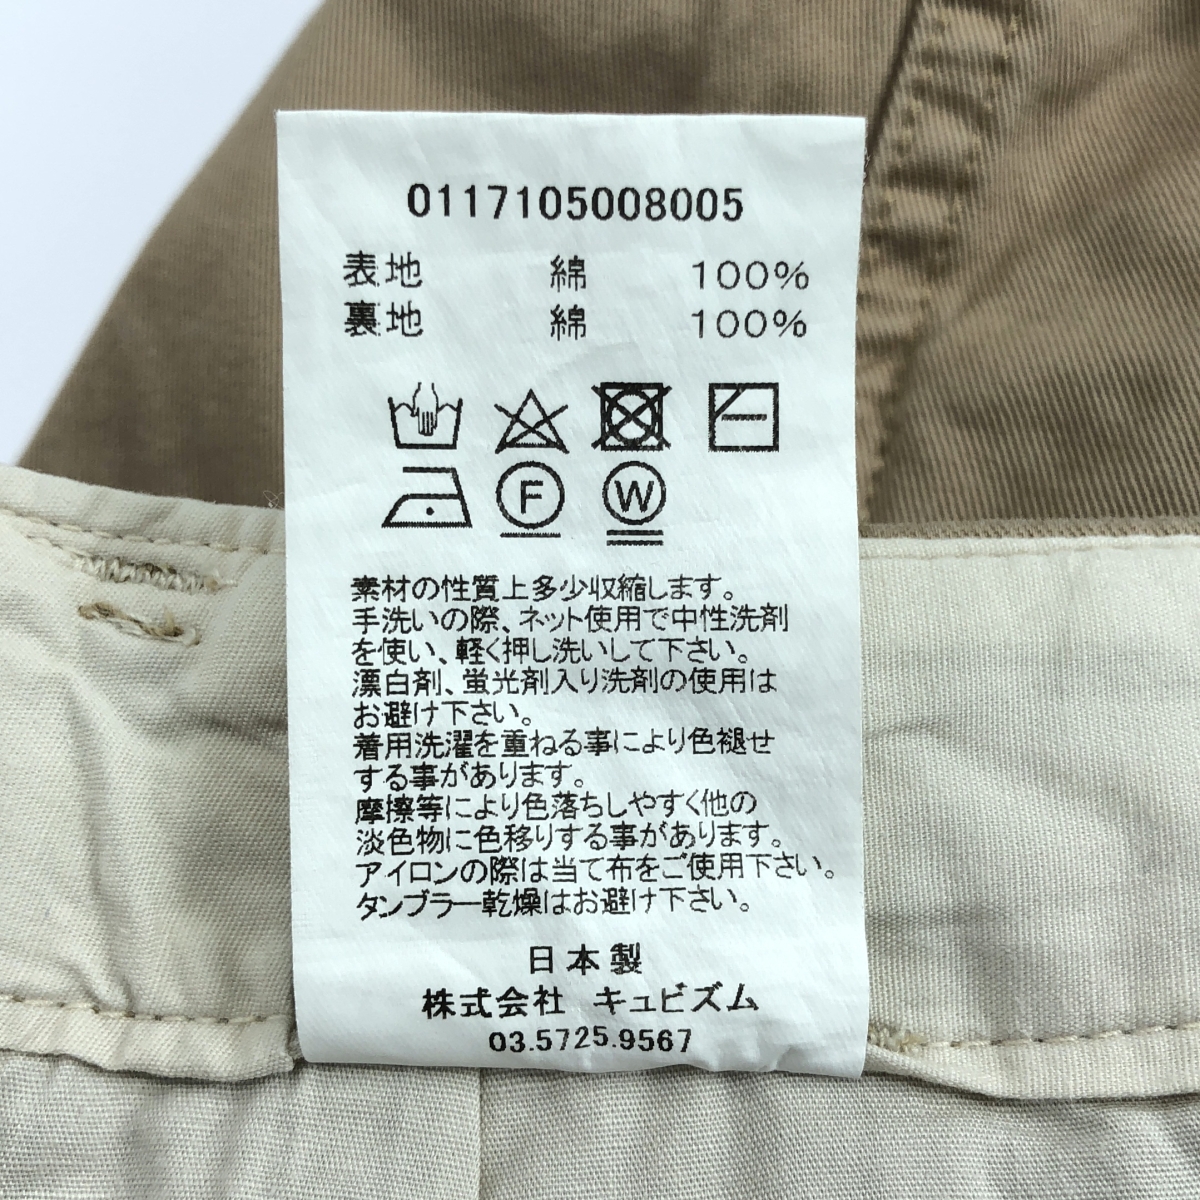 0117105008005
表地 綿 100%
裏地 綿 100%
F W
素材の性質上多少収縮します。
手洗いの際、ネット使用で中性洗剤
を使い、軽く押し洗いして下さい。
漂白剤、蛍光剤入り洗剤の使用は
お避け下さい。
着用洗濯を重ねる事により色褪せ
する事があります。
摩擦等により色落ちしやすく他の
淡色物に色移りする事があります。
アイロンの際は当て布をご使用下さい。
タンブラー乾燥はお避け下さい。
日本製
株式会社 キュビズム
03.5725.9567